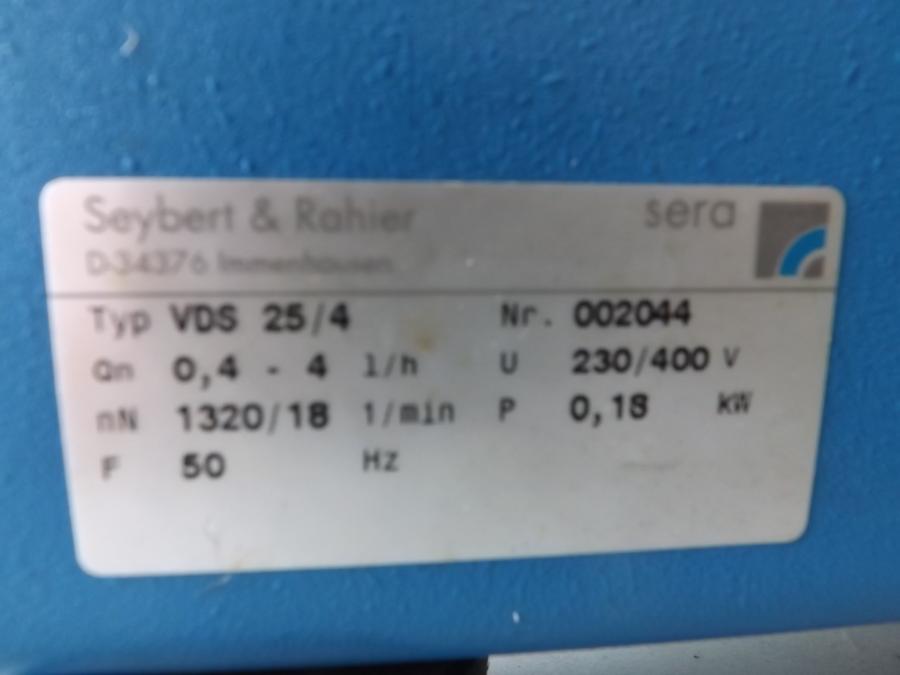 Seybert & Rahier
sera
D-34376 Immenhausen
Typ VDS 25/4 Nr. 002044
Qn 0,4 - 4 l/h U 230/400 V
nN 1320/18 1/min P 0,18 kW
F 50 Hz